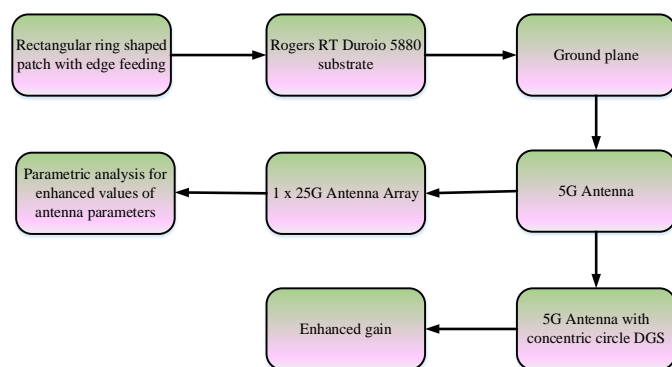 Rectangular ring shaped
patch with edge feeding
Rogers RT Duroio 5880
substrate
Ground plane
Parametric analysis for
enhanced values of
antenna parameters
1 x 25G Antenna Array
5G Antenna
Enhanced gain
5G Antenna with
concentric circle DGS